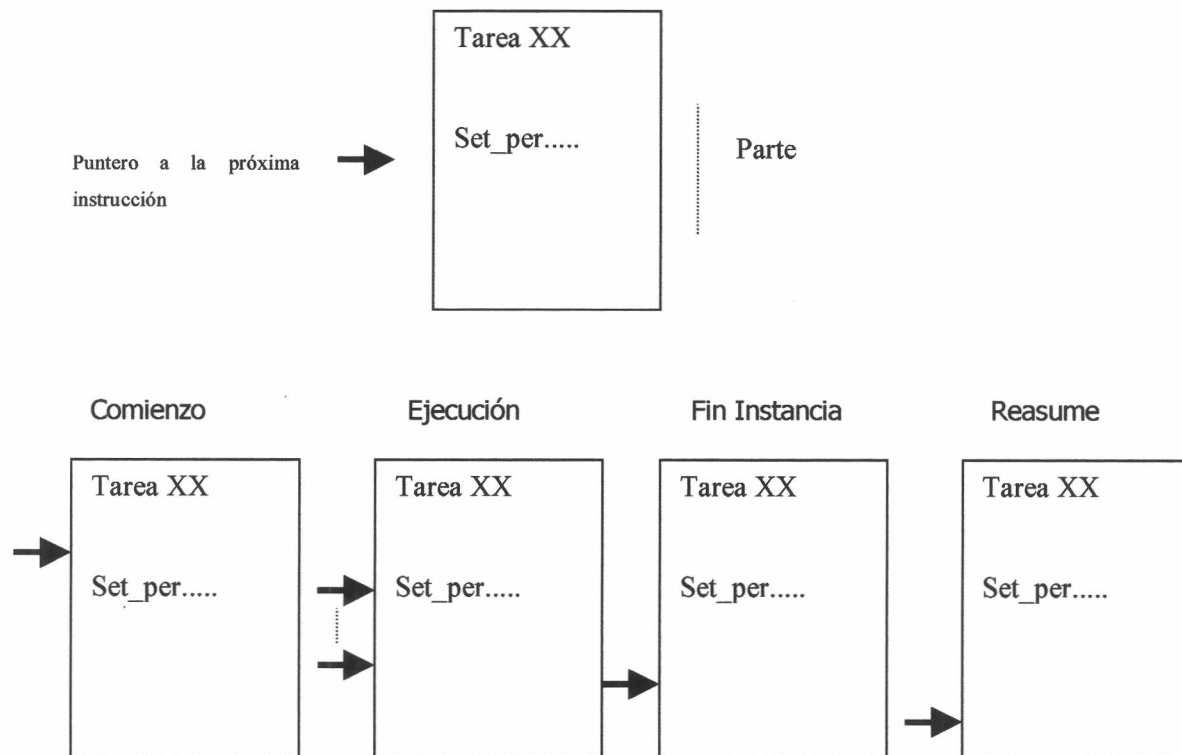 Tarea XX
Set_per.....
Parte
Puntero a la próxima
instrucción
Comienzo
Ejecución
Fin Instancia
Reasume
Tarea XX
Tarea XX
Tarea XX
Tarea XX
Set_per.....
Set_per.....
Set_per.....
Set_per.....